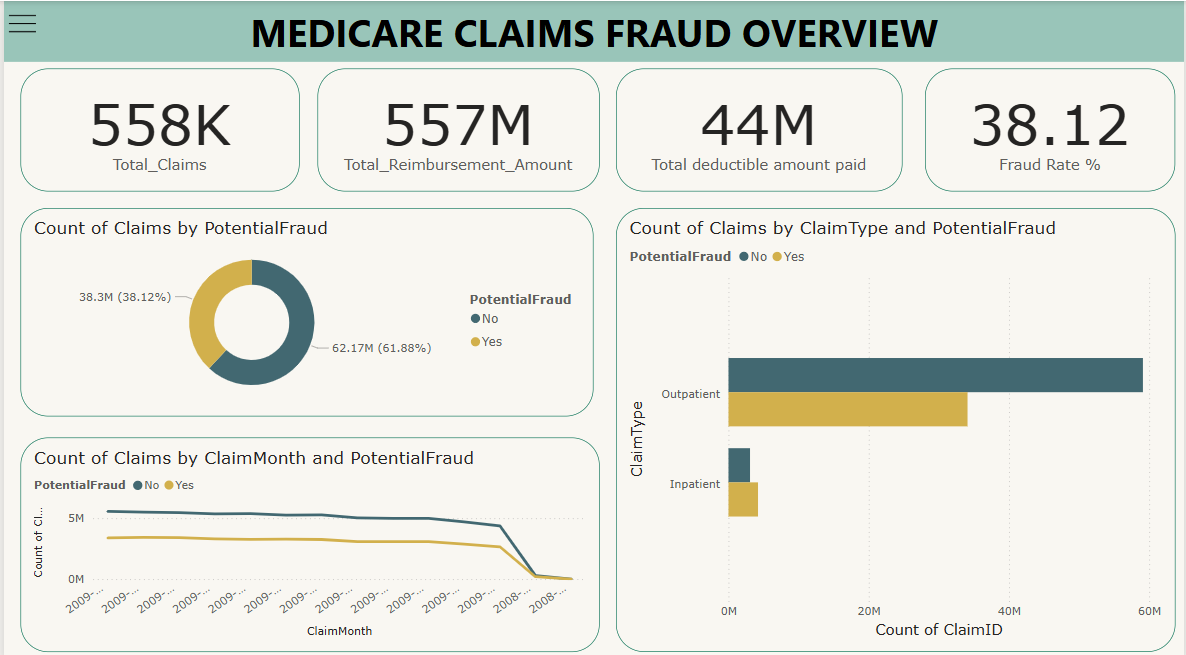 MEDICARE CLAIMS FRAUD OVERVIEW
558K
Total_Claims
557M
Total_Reimbursement_Amount
44M
Total deductible amount paid
38.12
Fraud Rate %
Count of Claims by PotentialFraud
38.3M (38.12%)
62.17M (61.88%)
PotentialFraud
No
Yes
Count of Claims by ClaimMonth and PotentialFraud
PotentialFraud No Yes
Count of Cl...
5M
0M
2009-... 2009-... 2009-... 2009-... 2009-... 2009-... 2009-... 2009-... 2009-... 2009-... 2009-... 2009-... 2008-... 2008-...
ClaimMonth
Count of Claims by ClaimType and PotentialFraud
PotentialFraud No Yes
ClaimType
Outpatient
Inpatient
0M 20M 40M 60M
Count of ClaimID